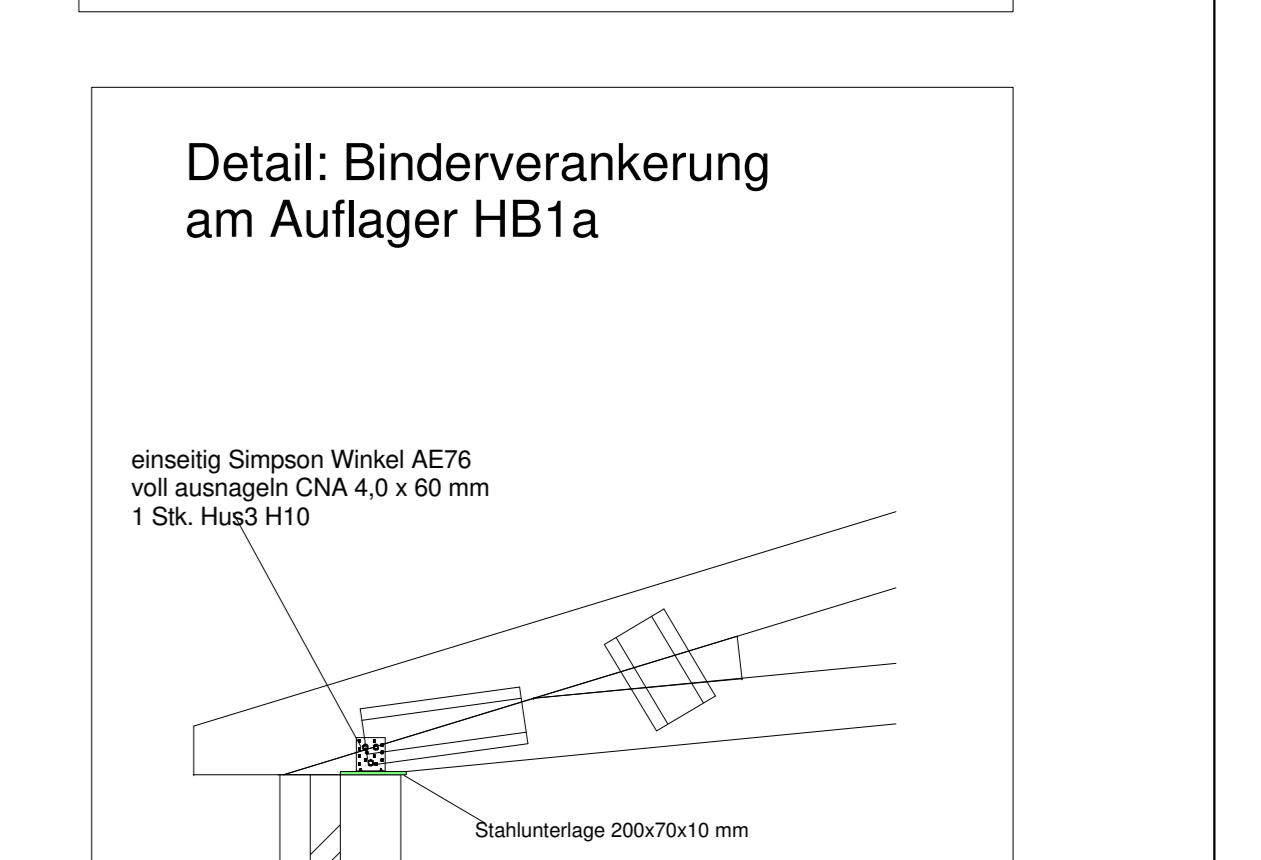 Detail: Binderverankerung
am Auflager HB1a
einseitig Simpson Winkel AE76
voll ausnageln CNA 4,0 x 60 mm
1 Stk. Hus3 H10
Stahlunterlage 200x70x10 mm